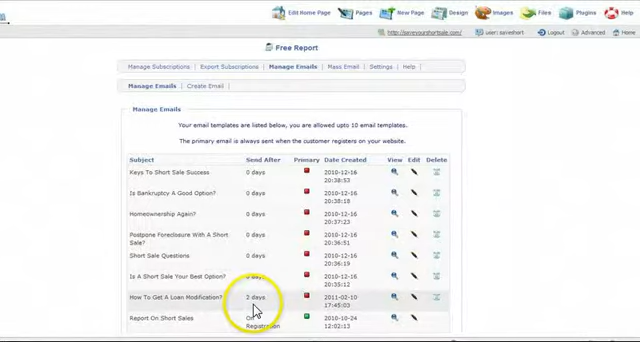 Edit Home Page Pages New Page Design Images Files Plugins Help
http://saveyourshortsale.com/ user: saveshort Logout Advanced Home
Free Report
Manage Subscriptions | Export Subscriptions | Manage Emails | Mass Email | Settings | Help |
Manage Emails | Create Email |
Manage Emails
Your email templates are listed below, you are allowed upto 10 email templates.
The primary email is always sent when the customer registers on your website.
Subject Send After Primary Date Created View Edit Delete
Keys To Short Sale Success 0 days 2010-12-16
20:38:53
Is Bankruptcy A Good Option? 0 days 2010-12-16
20:38:18
Homeownership Again? 0 days 2010-12-16
20:37:23
Postpone Foreclosure With A Short 0 days 2010-12-16
Sale? 20:36:51
Short Sale Questions 0 days 2010-12-16
20:36:19
Is A Short Sale Your Best Option? days 2010-12-16
20:35:12
How To Get A Loan Modification? 2 days 2011-02-10
17:45:03
Report On Short Sales On 2010-10-24
Registration 12:02:13